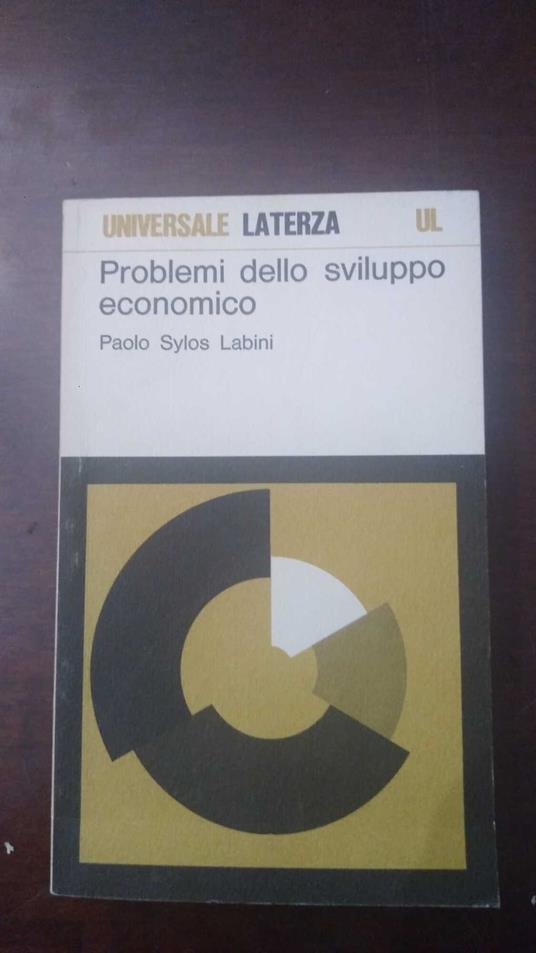 UNIVERSALE LATERZA UL
Problemi dello sviluppo
economico
Paolo Sylos Labini